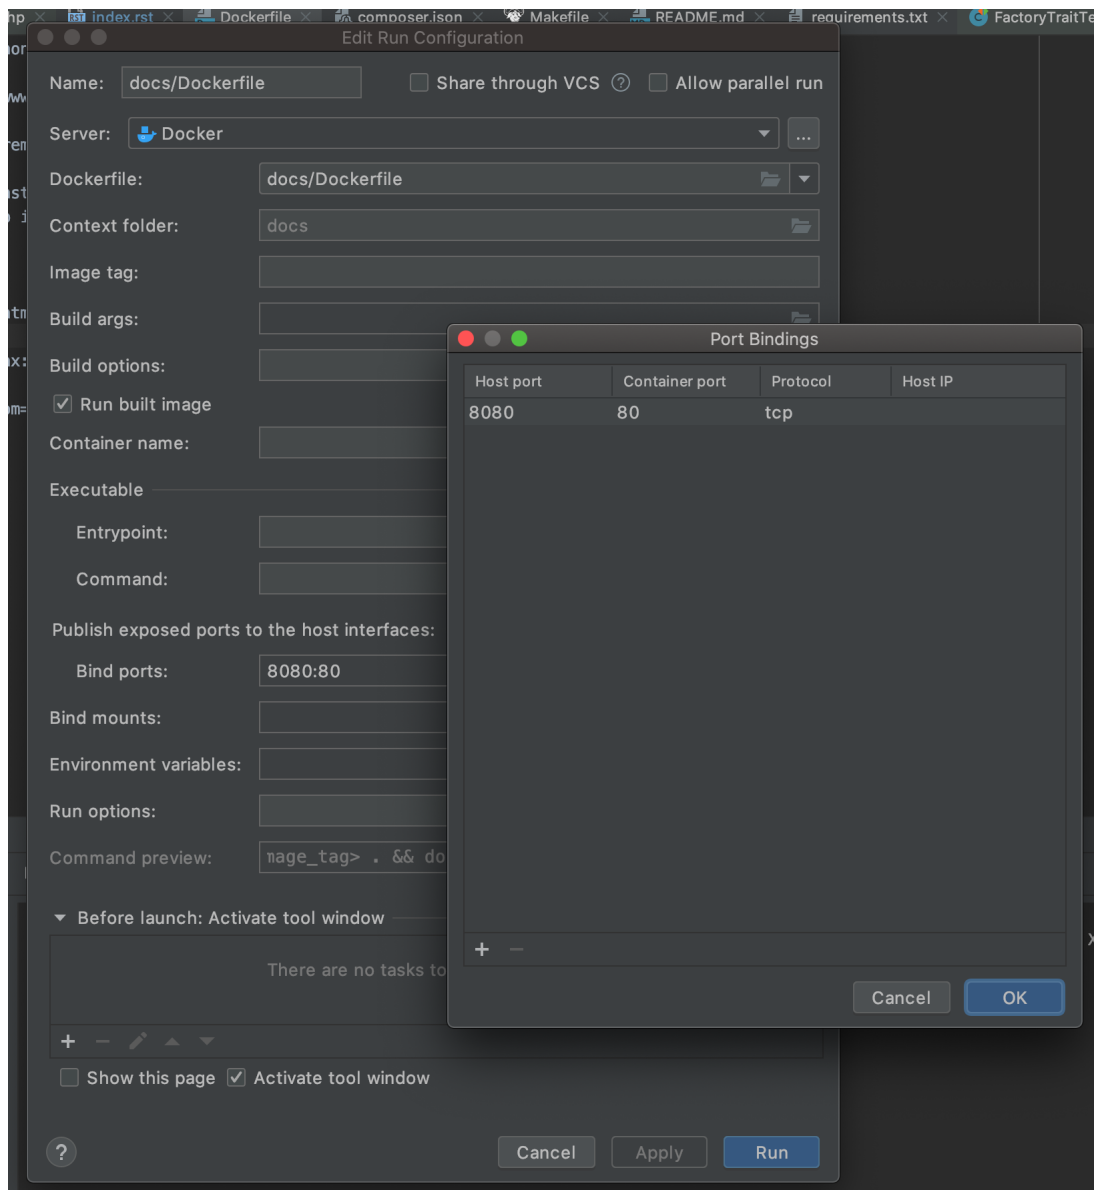 hp index.rst Dockerfile composer.json Makefile README.md requirements.txt FactoryTraitTe
Edit Run Configuration
Name: docs/Dockerfile Share through VCS ? Allow parallel run
Server: Docker ...
Dockerfile: docs/Dockerfile
Context folder: docs
Image tag:
Build args:
Build options:
Run built image
Container name:
Executable
Entrypoint:
Command:
Publish exposed ports to the host interfaces:
Bind ports: 8080:80
Bind mounts:
Environment variables:
Run options:
Command preview: mage_tag> . && do
Before launch: Activate tool window
There are no tasks to
Show this page Activate tool window
? Cancel Apply Run
Port Bindings
Host port Container port Protocol Host IP
8080 80 tcp
Cancel OK